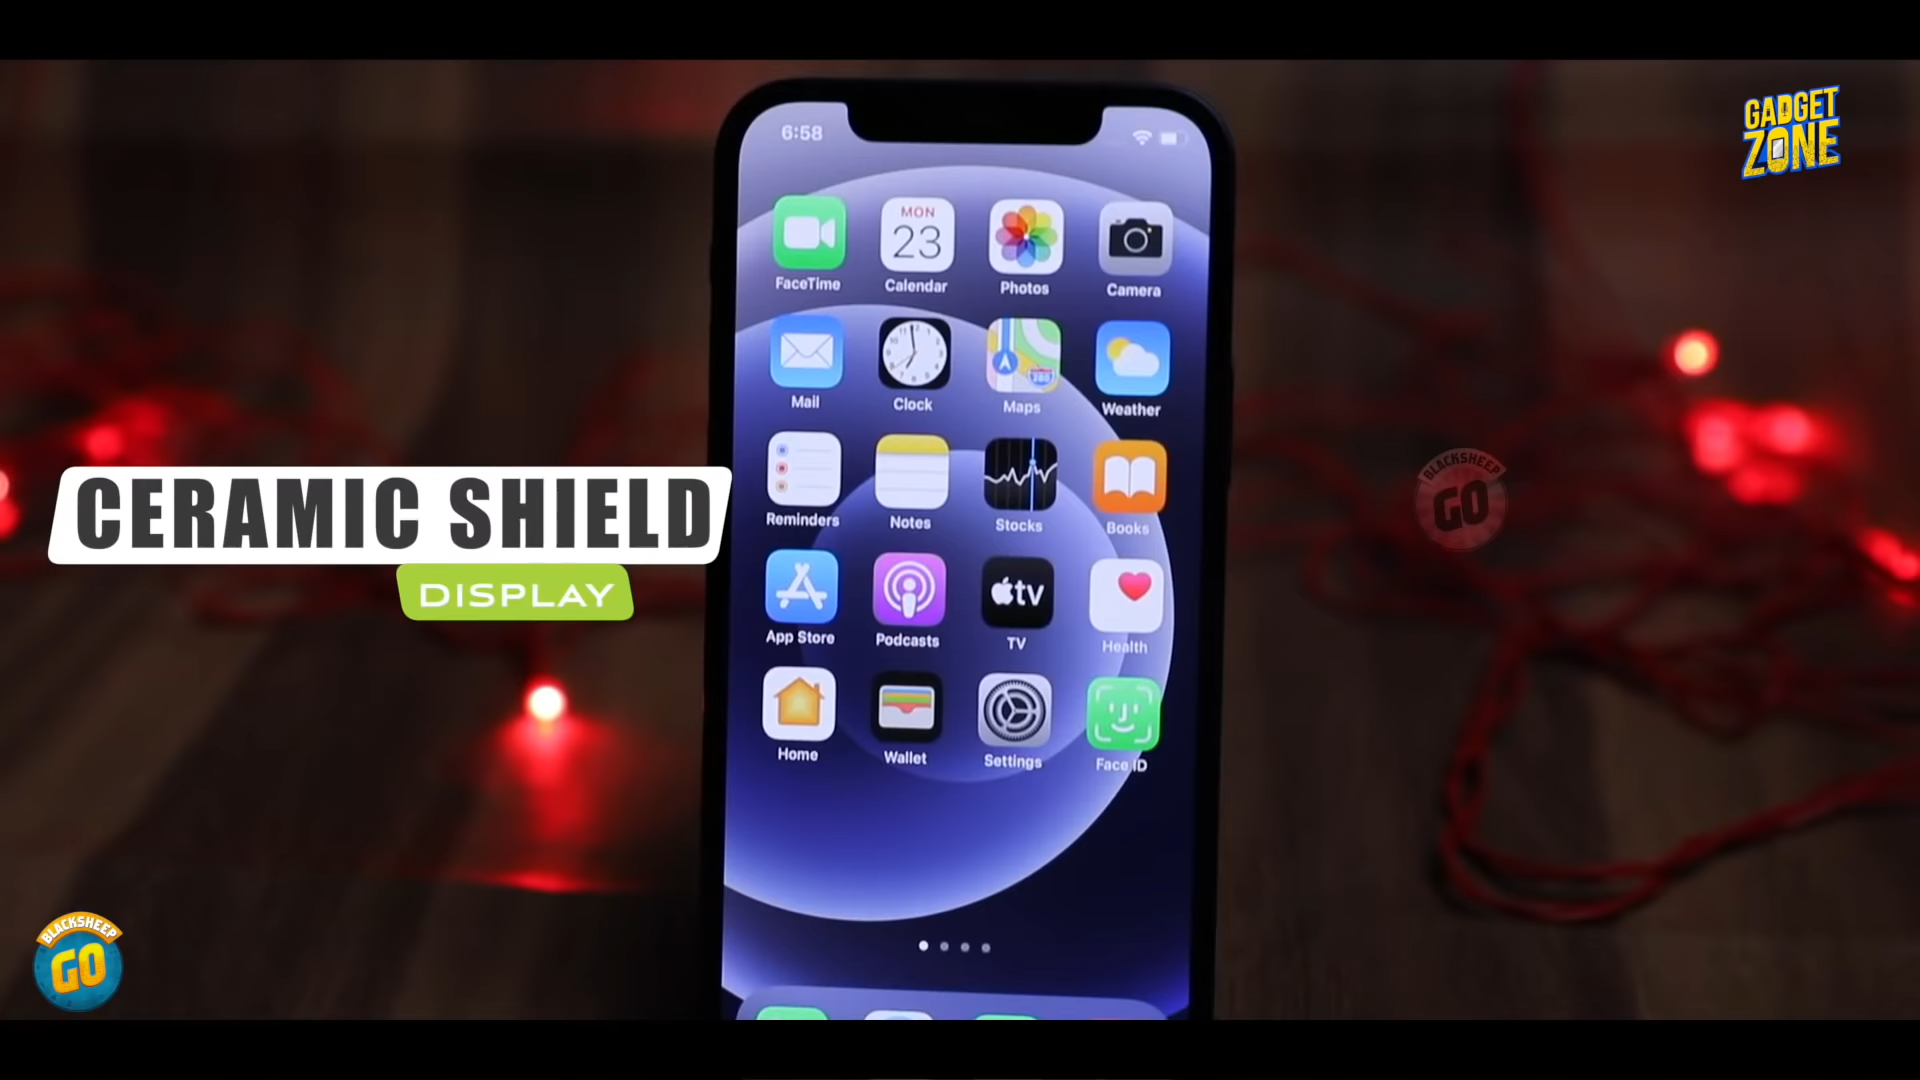 GADGET
ZONE
6:58
MON
23
FaceTime
Calendar
Photos
Camera
Mail
Clock
Maps
Weather
Reminders
Notes
Stocks
Books
tv
App Store
Podcasts
TV
Health
Home
Wallet
Settings
Face ID
CERAMIC SHIELD
DISPLAY
BLACKSHEEP
GO
BLACKSHEEP
GO